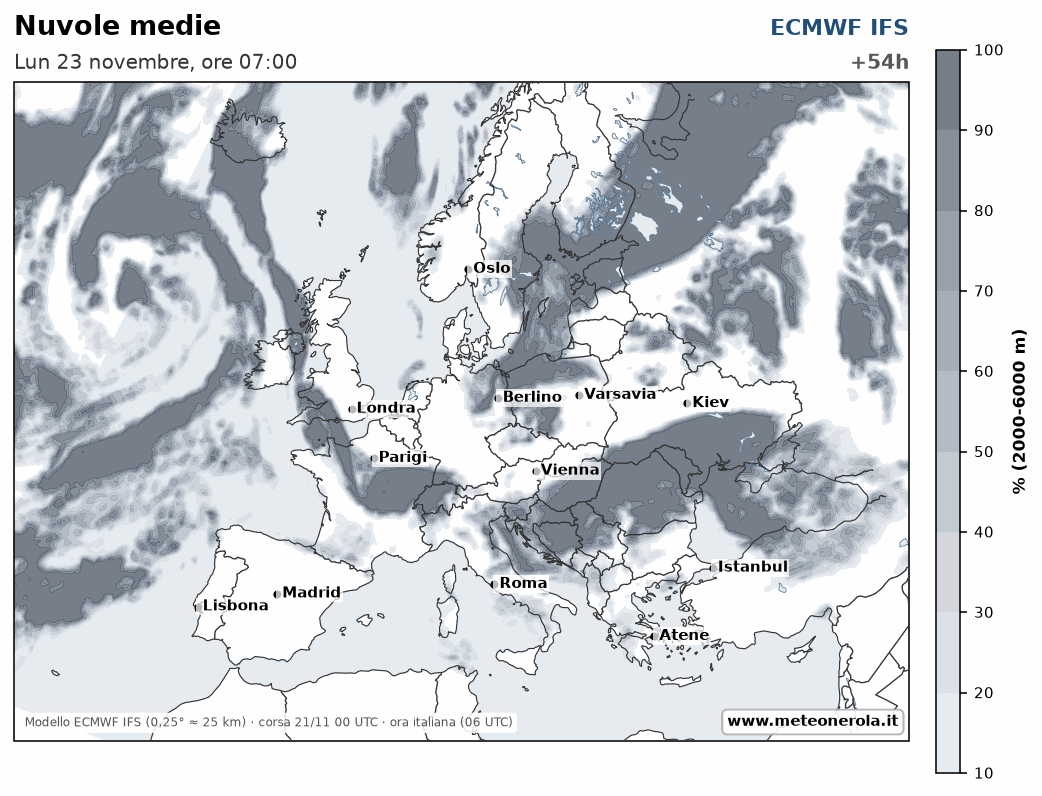 Nuvole medie
ECMWF IFS
Lun 23 novembre, ore 07:00
+54h
100
90
80
70
60
50
40
30
20
10
% (2000-6000 m)
Oslo
Berlino
Varsavia
Kiev
Londra
Parigi
Vienna
Istanbul
Roma
Madrid
Lisbona
Atene
Modello ECMWF IFS (0,25° ≈ 25 km) · corsa 21/11 00 UTC · ora italiana (06 UTC)
www.meteonerola.it